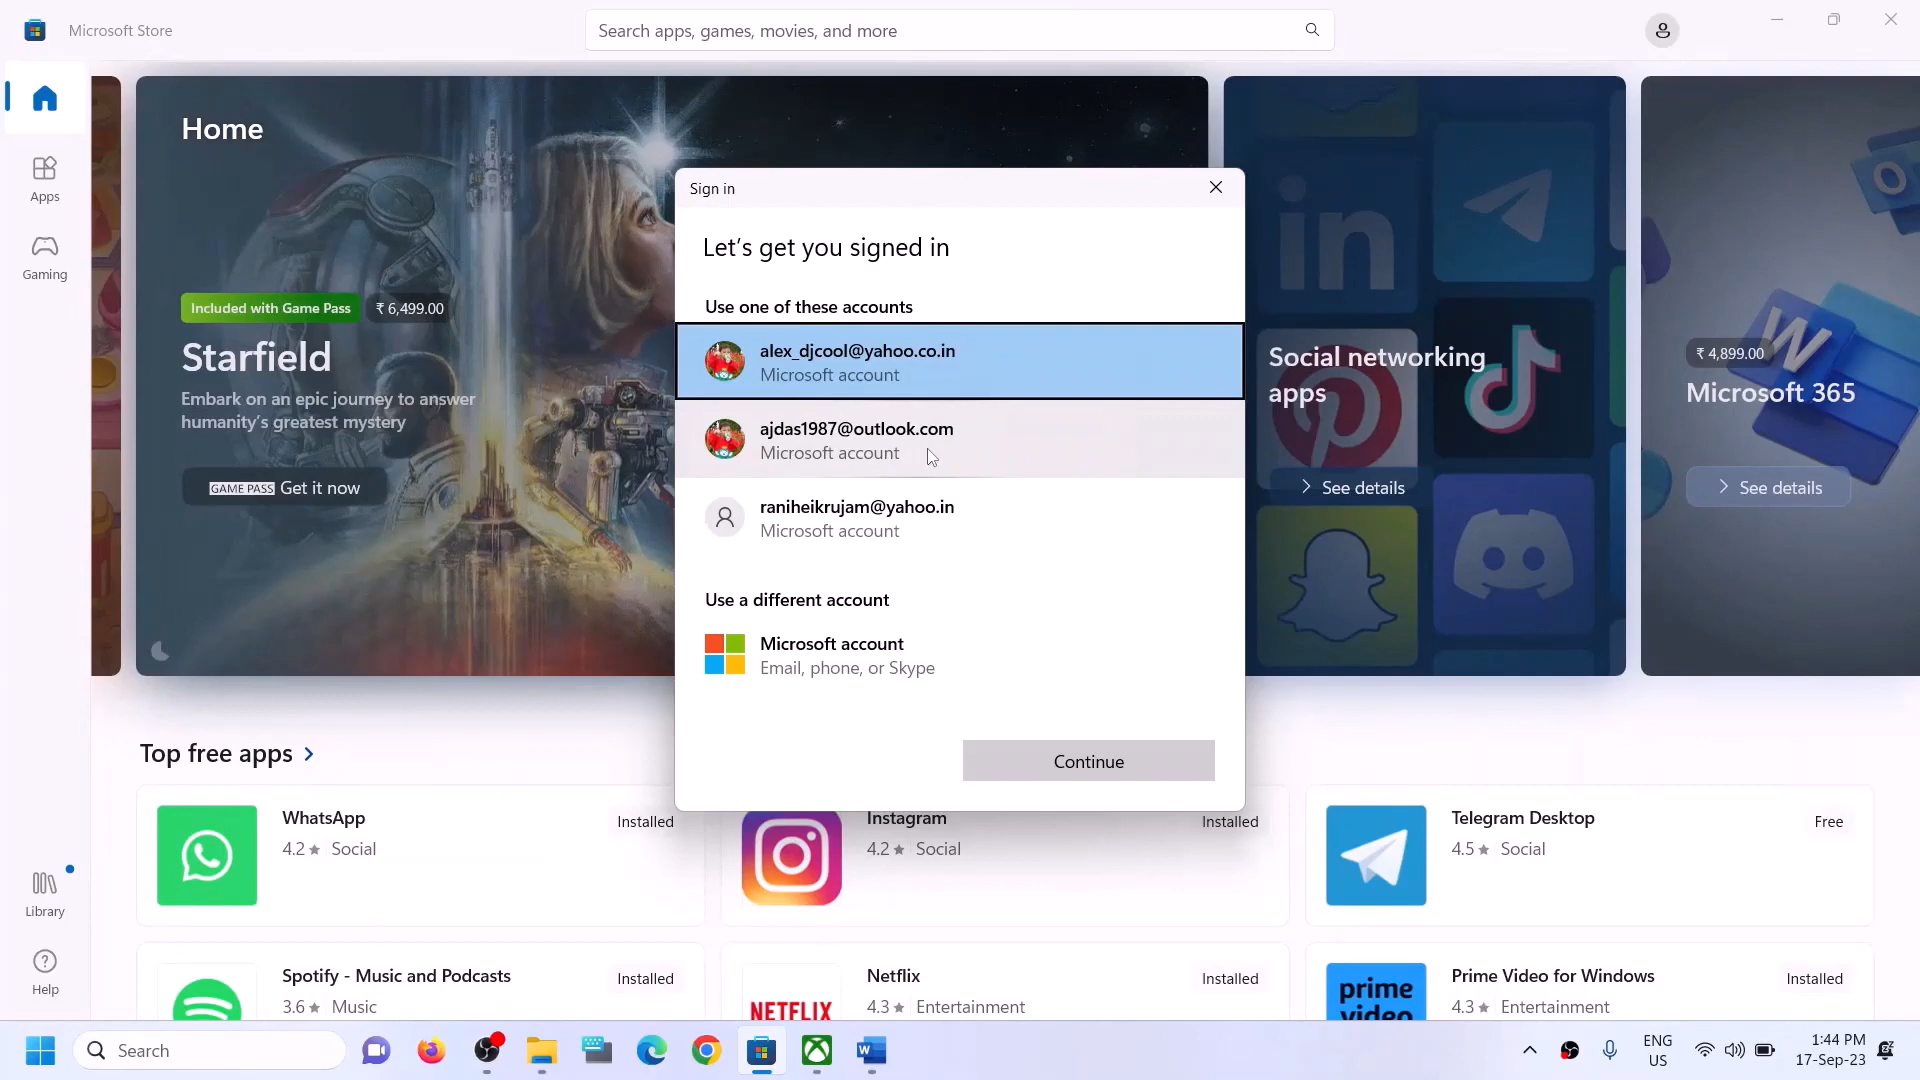 Microsoft Store
Search apps, games, movies, and more
Home
Apps
Gaming
Library
Help
Home
Included with Game Pass
₹ 6,499.00
Starfield
Embark on an epic journey to answer
humanity's greatest mystery
GAME PASS Get it now
Sign in
Let's get you signed in
Use one of these accounts
alex_djcool@yahoo.co.in
Microsoft account
ajdas1987@outlook.com
Microsoft account
raniheikrujam@yahoo.in
Microsoft account
Use a different account
Microsoft account
Email, phone, or Skype
Continue
in
Social networking
apps
See details
₹ 4,899.00
Microsoft 365
See details
Top free apps
WhatsApp
Installed
4.2 ★ Social
Instagram
Installed
4.2 ★ Social
Telegram Desktop
Free
4.5 ★ Social
Spotify - Music and Podcasts
Installed
3.6 ★ Music
NETFLIX
Netflix
Installed
4.3 ★ Entertainment
prime
video
Prime Video for Windows
Installed
4.3 ★ Entertainment
Search
ENG
US
1:44 PM
17-Sep-23